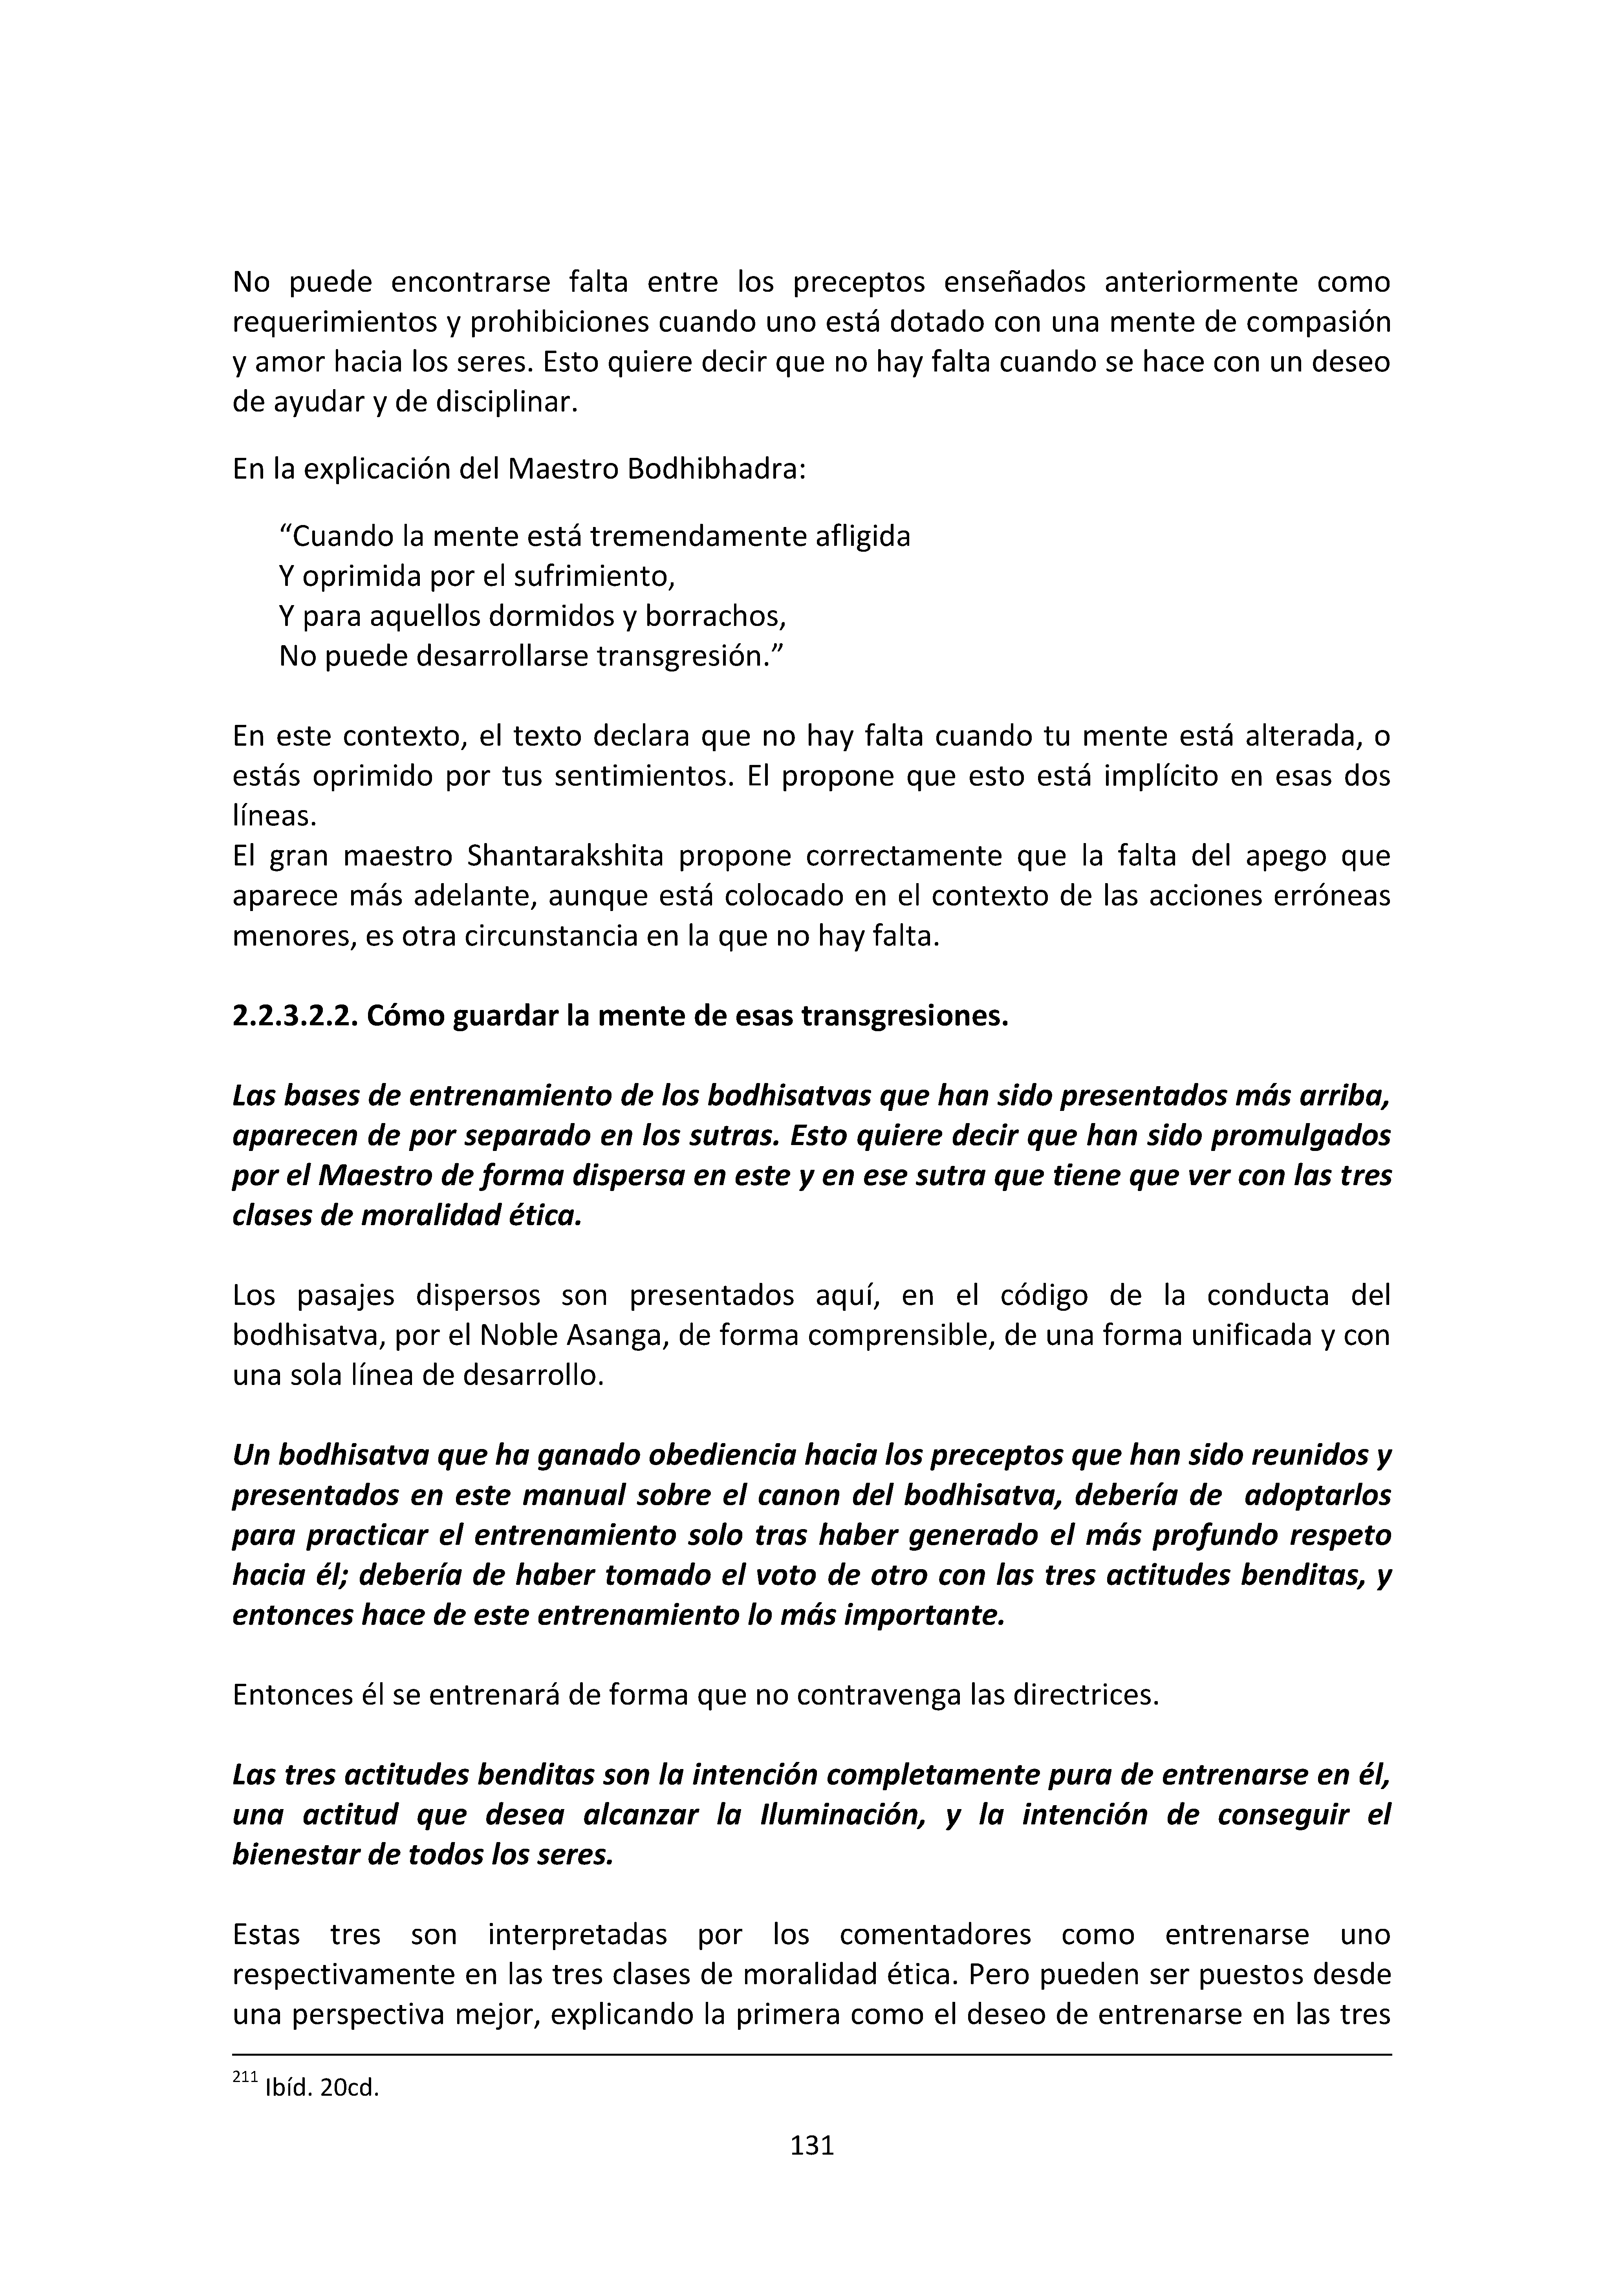 No puede encontrarse falta entre los preceptos enseñados anteriormente como
requerimientos y prohibiciones cuando uno está dotado con una mente de compasión
y amor hacia los seres. Esto quiere decir que no hay falta cuando se hace con un deseo
de ayudar y de disciplinar.
En la explicación del Maestro Bodhibhadra:
“Cuando la mente está tremendamente afligida
Y oprimida por el sufrimiento,
Y para aquellos dormidos y borrachos,
No puede desarrollarse transgresión.”
En este contexto, el texto declara que no hay falta cuando tu mente está alterada, o
estás oprimido por tus sentimientos. El propone que esto está implícito en esas dos
líneas.
El gran maestro Shantarakshita propone correctamente que la falta del apego que
aparece más adelante, aunque está colocado en el contexto de las acciones erróneas
menores, es otra circunstancia en la que no hay falta.
2.2.3.2.2. Cómo guardar la mente de esas transgresiones.
Las bases de entrenamiento de los bodhisatvas que han sido presentados más arriba,
aparecen de por separado en los sutras. Esto quiere decir que han sido promulgados
por el Maestro de forma dispersa en este y en ese sutra que tiene que ver con las tres
clases de moralidad ética.
Los pasajes dispersos son presentados aquí, en el código de la conducta del
bodhisatva, por el Noble Asanga, de forma comprensible, de una forma unificada y con
una sola línea de desarrollo.
Un bodhisatva que ha ganado obediencia hacia los preceptos que han sido reunidos y
presentados en este manual sobre el canon del bodhisatva, debería de adoptarlos
para practicar el entrenamiento solo tras haber generado el más profundo respeto
hacia él; debería de haber tomado el voto de otro con las tres actitudes benditas, y
entonces hace de este entrenamiento lo más importante.
Entonces él se entrenará de forma que no contravenga las directrices.
Las tres actitudes benditas son la intención completamente pura de entrenarse en él,
una actitud que desea alcanzar la Iluminación, y la intención de conseguir el
bienestar de todos los seres.
Estas tres son interpretadas por los comentadores como entrenarse uno
respectivamente en las tres clases de moralidad ética. Pero pueden ser puestos desde
una perspectiva mejor, explicando la primera como el deseo de entrenarse en las tres
211 Ibíd. 20cd.
131